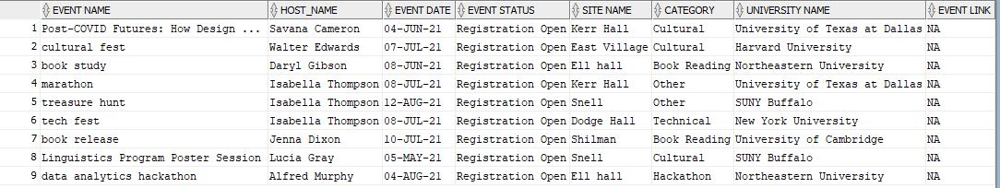 EVENT NAME HOST_NAME EVENT DATE EVENT STATUS SITE NAME CATEGORY UNIVERSITY NAME EVENT LINK
1 Post-COVID Futures: How Design ... Savana Cameron 04-JUN-21 Registration Open Kerr Hall Cultural University of Texas at Dallas NA
2 cultural fest Walter Edwards 07-JUL-21 Registration Open East Village Cultural Harvard University NA
3 book study Daryl Gibson 08-JUN-21 Registration Open Ell hall Book Reading Northeastern University NA
4 marathon Isabella Thompson 08-JUL-21 Registration Open Kerr Hall Other University of Texas at Dallas NA
5 treasure hunt Isabella Thompson 12-AUG-21 Registration Open Snell Other SUNY Buffalo NA
6 tech fest Isabella Thompson 08-JUL-21 Registration Open Dodge Hall Technical New York University NA
7 book release Jenna Dixon 10-JUL-21 Registration Open Shilman Book Reading University of Cambridge NA
8 Linguistics Program Poster Session Lucia Gray 05-MAY-21 Registration Open Snell Cultural SUNY Buffalo NA
9 data analytics hackathon Alfred Murphy 04-AUG-21 Registration Open Ell hall Hackathon Northeastern University NA